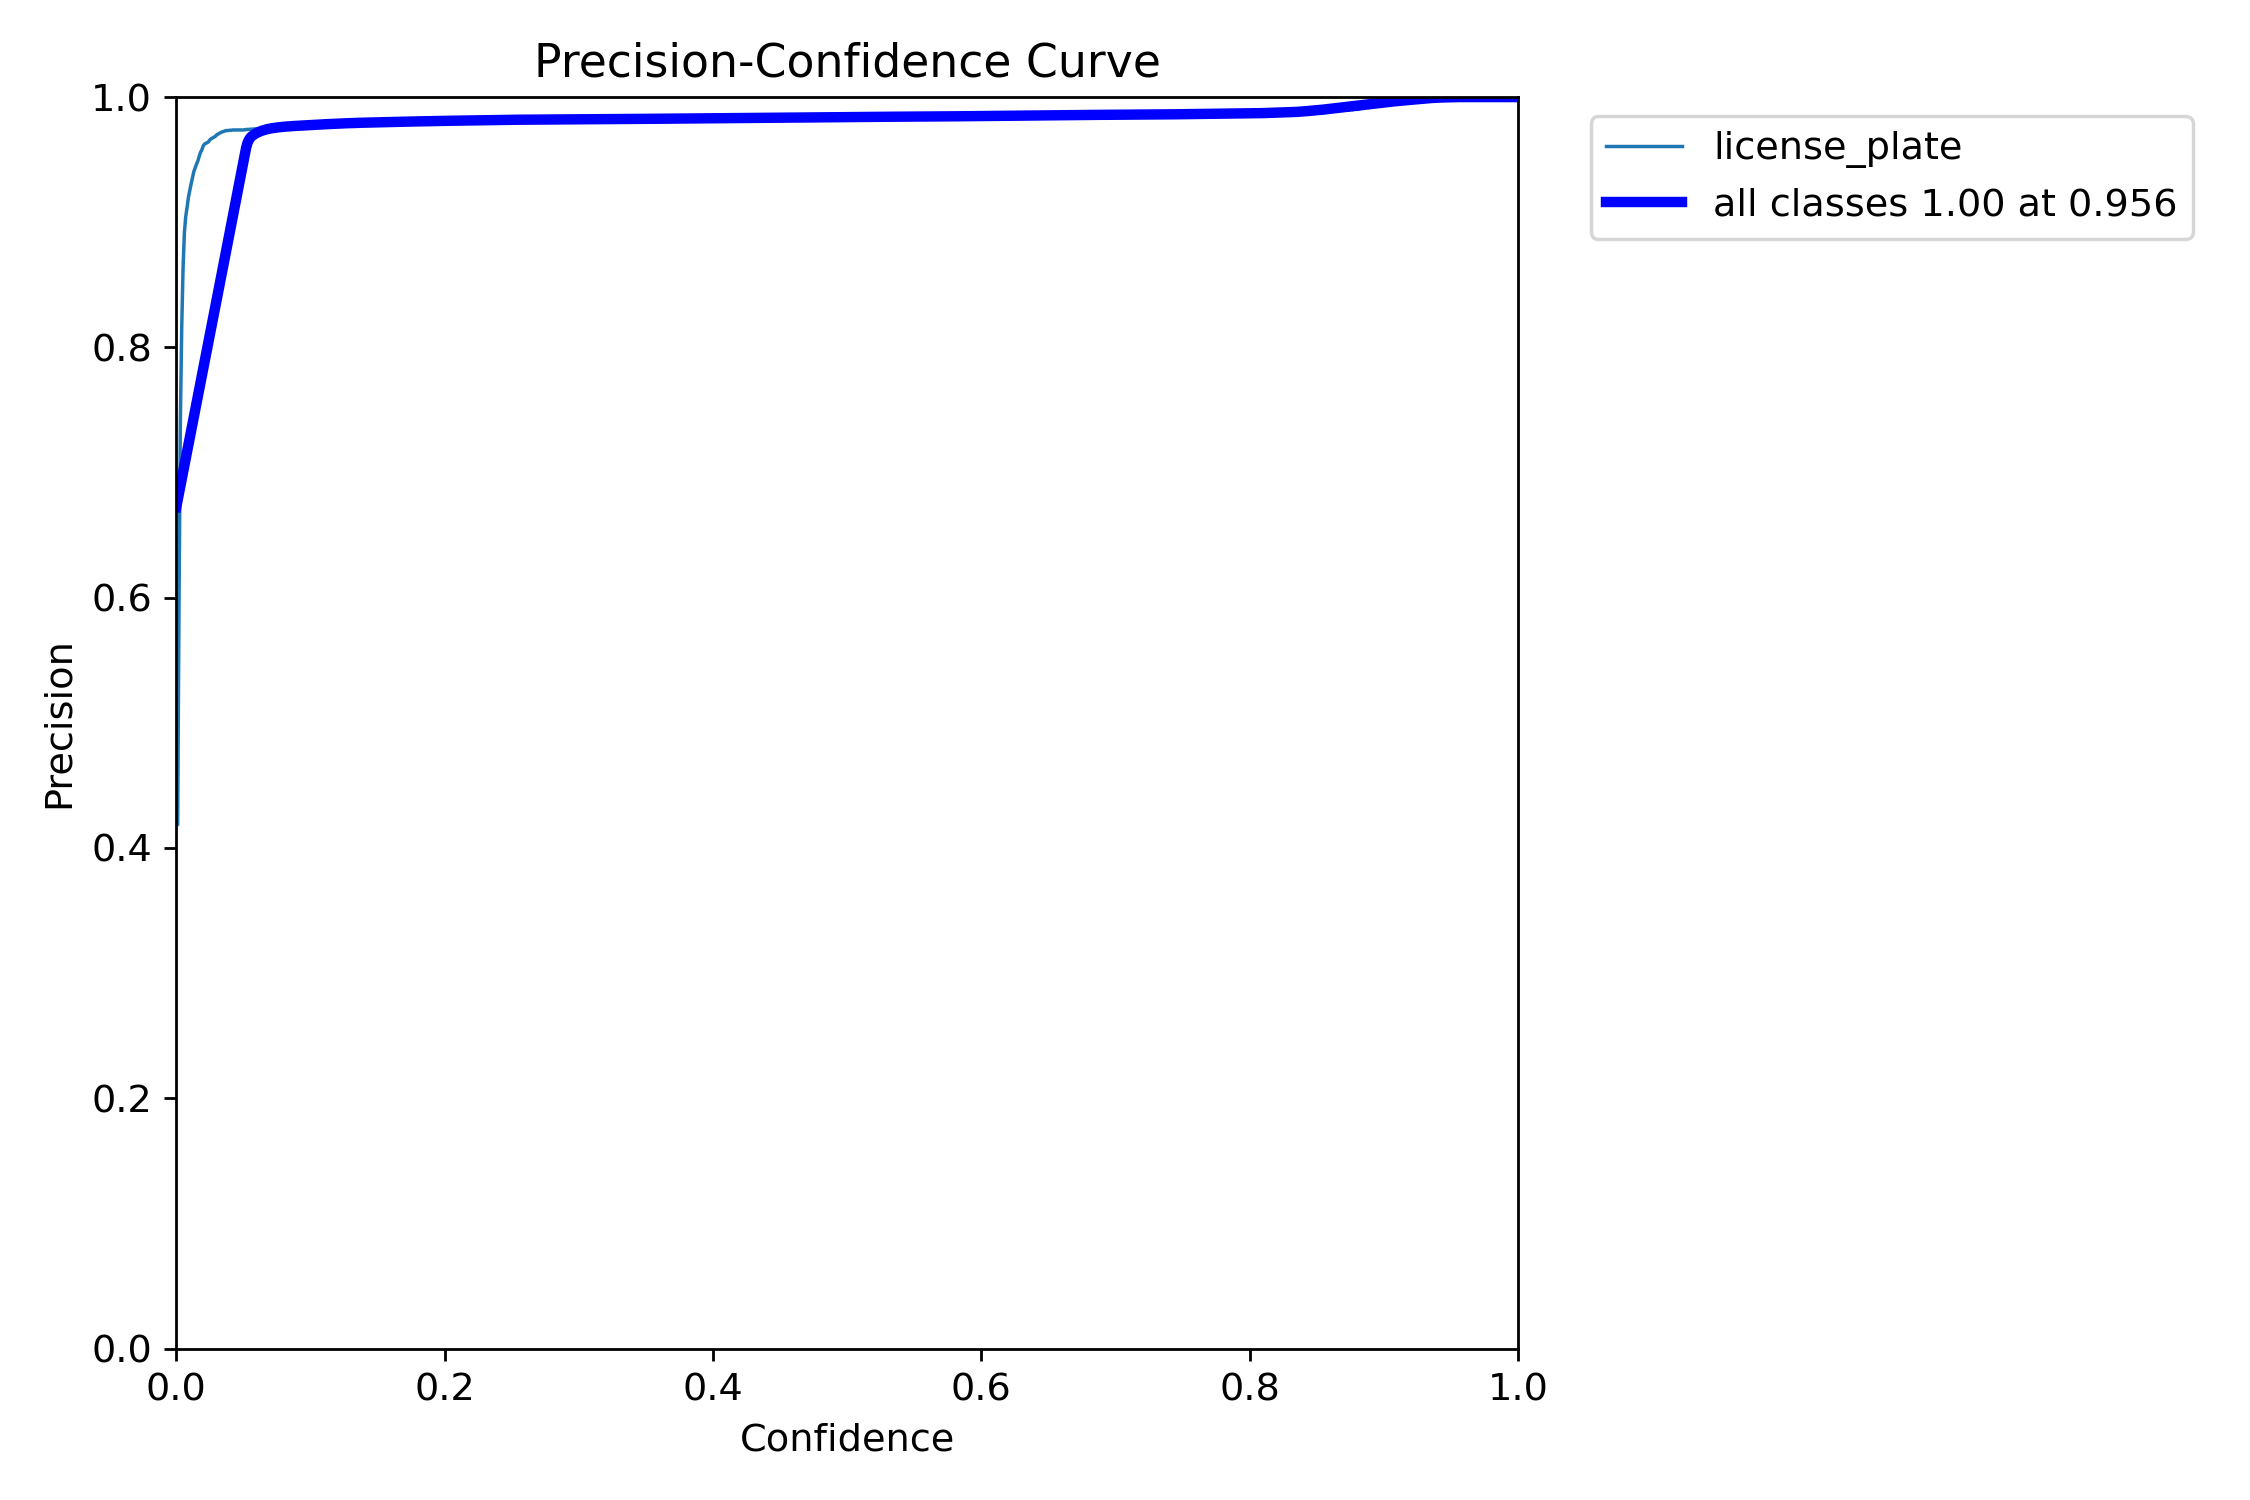 Precision-Confidence Curve
1.0
0.8
0.6
0.4
0.2
0.0
Precision
0.0 0.2 0.4 0.6 0.8 1.0
Confidence
license_plate
all classes 1.00 at 0.956